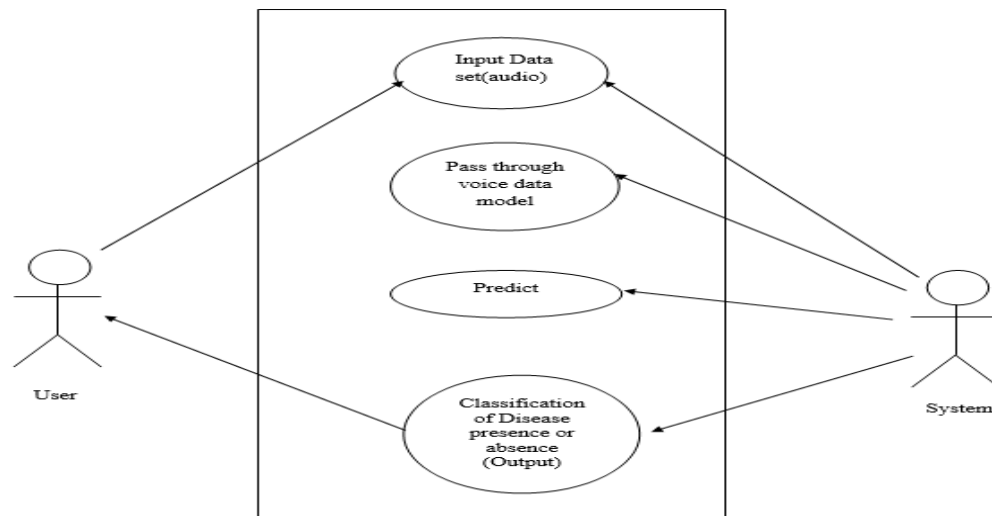 Input Data
set(audio)
Pass through
voice data
model
Predict
User
Classification
of Disease
presence or
absence
(Output)
System